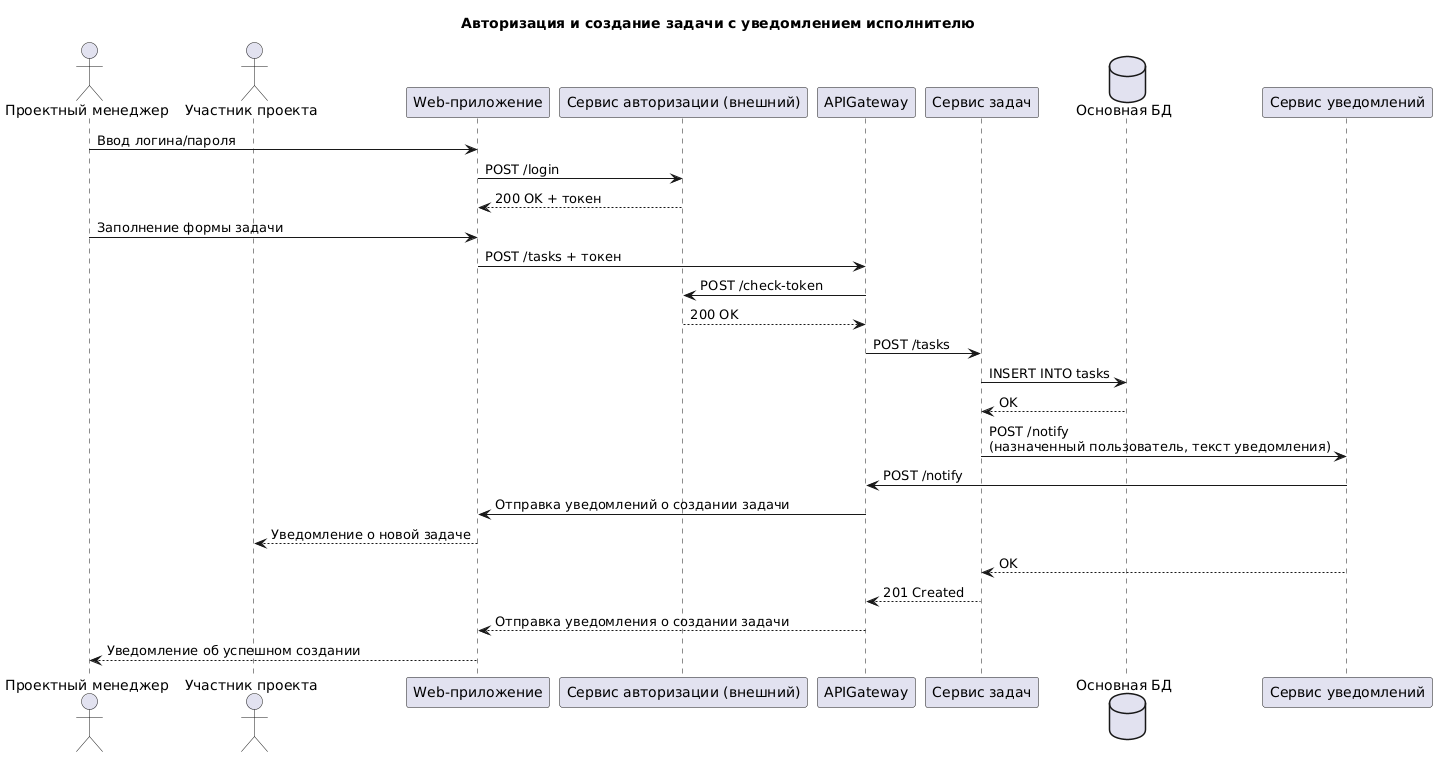 Авторизация и создание задачи с уведомлением исполнителю
Проектный менеджер
Участник проекта
Web-приложение
Сервис авторизации (внешний)
APIGateway
Сервис задач
Основная БД
Сервис уведомлений
Ввод логина/пароля
POST /login
200 OK + токен
Заполнение формы задачи
POST /tasks + токен
POST /check-token
200 OK
POST /tasks
INSERT INTO tasks
OK
POST /notify
(назначенный пользователь, текст уведомления)
POST /notify
Отправка уведомлений о создании задачи
Уведомление о новой задаче
OK
201 Created
Отправка уведомления о создании задачи
Уведомление об успешном создании
Проектный менеджер
Участник проекта
Web-приложение
Сервис авторизации (внешний)
APIGateway
Сервис задач
Основная БД
Сервис уведомлений